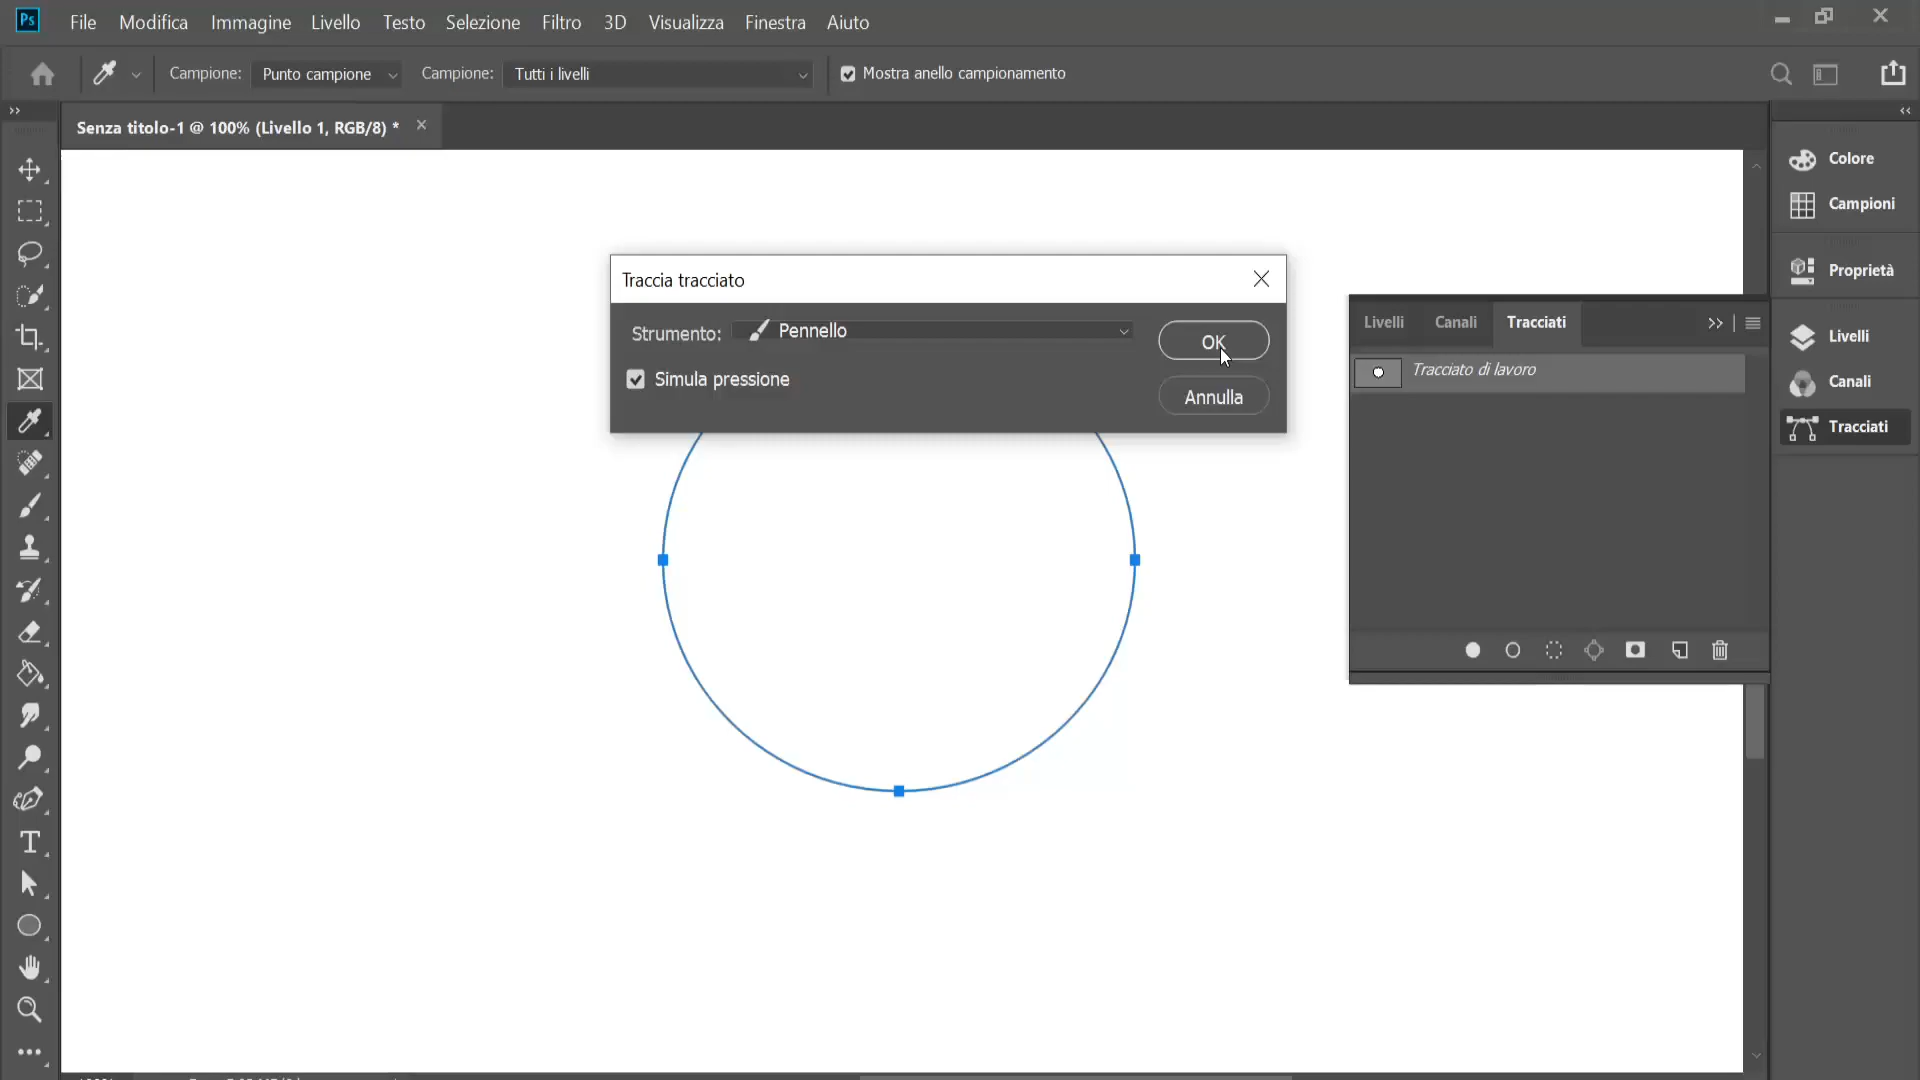 Ps File Modifica Immagine Livello Testo Selezione Filtro 3D Visualizza Finestra Aiuto
Campione: Punto campione Campione: Tutti i livelli Mostra anello campionamento
Senza titolo-1 @ 100% (Livello 1, RGB/8) *
Colore
Campioni
Proprietà
Livelli
Canali
Tracciati
Traccia tracciato
Strumento: Pennello
OK
Simula pressione
Annulla
Livelli Canali Tracciati
Tracciato di lavoro